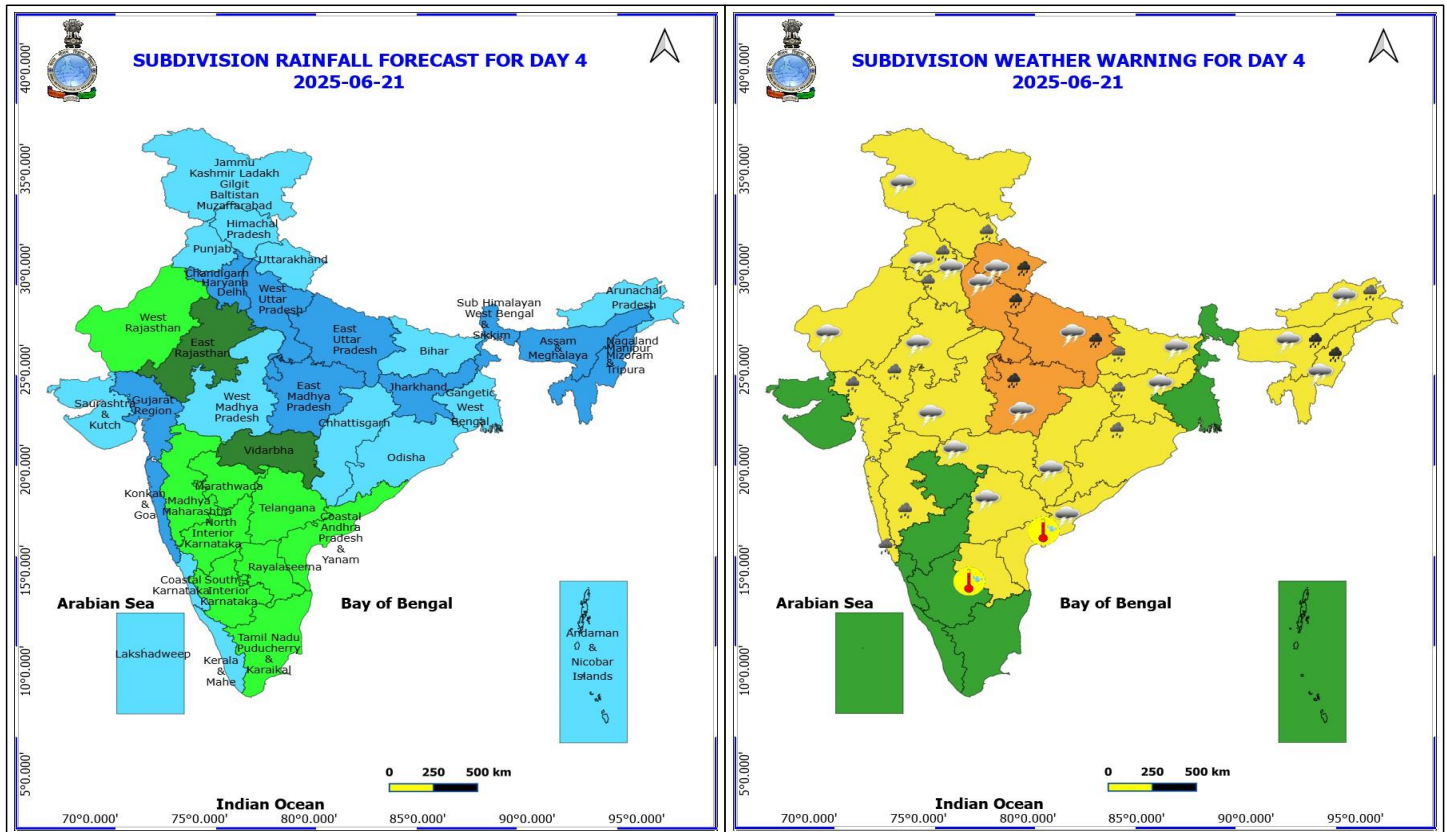 SUBDIVISION RAINFALL FORECAST FOR DAY 4
2025-06-21
40°0.000'
35°0.000'
30°0.000'
25°0.000'
20°0.000'
15°0.000'
10°0.000'
5°0.000'
Jammu
Kashmir Ladakh
Gilgit
Baltistan
Muzaffarabad
Himachal
Pradesh
Punjab
Uttarakhand
Chandigarh
Haryana
Delhi
West
Uttar
Pradesh
West
Rajasthan
East
Rajasthan
East
Uttar
Pradesh
Bihar
Sub Himalayan
West Bengal
&
Sikkim
Arunachal
Pradesh
Assam
&
Meghalaya
Nagaland
Manipur
Mizoram
&
Tripura
Saurashtra
&
Kutch
Gujarat
Region
West
Madhya
Pradesh
East
Madhya
Pradesh
Jharkhand
Gangetic
West
Bengal
Chhattisgarh
Odisha
Vidarbha
Konkan
&
Goa
Madhya
Maharashtra
Marathwada
North
Interior
Karnataka
Telangana
Coastal
Andhra
Pradesh
&
Yanam
Rayalaseema
Coastal
Karnataka
South
Interior
Karnataka
Tamil Nadu
Puducherry
&
Karaikal
Kerala
&
Mahe
Arabian Sea
Bay of Bengal
Lakshadweep
Andaman
&
Nicobar
Islands
0 250 500 km
Indian Ocean
70°0.000' 75°0.000' 80°0.000' 85°0.000' 90°0.000' 95°0.000'
SUBDIVISION WEATHER WARNING FOR DAY 4
2025-06-21
40°0.000'
35°0.000'
30°0.000'
25°0.000'
20°0.000'
15°0.000'
10°0.000'
5°0.000'
Arabian Sea
Bay of Bengal
0 250 500 km
Indian Ocean
70°0.000' 75°0.000' 80°0.000' 85°0.000' 90°0.000' 95°0.000'